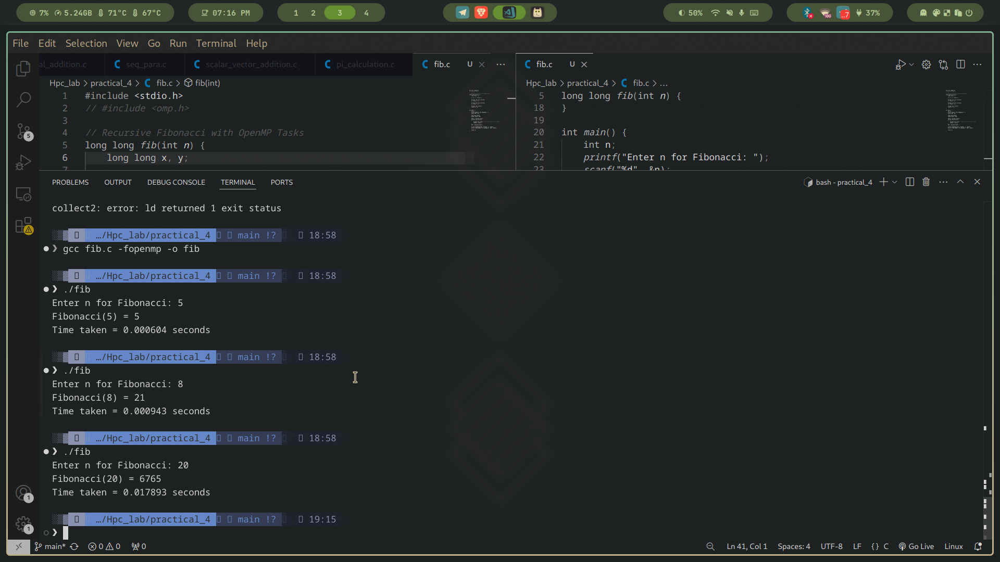 7% 5.24GB 71°C 67°C
07:16 PM
1 2 3 4
50%
100
..7
37%
File Edit Selection View Go Run Terminal Help
al_addition.c
seq_para.c
scalar_vector_addition.c
pi_calculation.c
fib.c U
Hpc_lab > practical_4 > fib.c > fib(int)
1 #include <stdio.h>
2 // #include <omp.h>
3
4 // Recursive Fibonacci with OpenMP Tasks
5 long long fib(int n) {
6 long long x, y;
7
fib.c U
Hpc_lab > practical_4 > fib.c > ...
5 long long fib(int n) {
18 }
19
20 int main() {
21 int n;
22 printf("Enter n for Fibonacci: ");
23 scanf("%d", &n);
5
1
1
PROBLEMS OUTPUT DEBUG CONSOLE TERMINAL PORTS
bash - practical_4
collect2: error: ld returned 1 exit status
…/Hpc_lab/practical_4 main !? 18:58
❯ gcc fib.c -fopenmp -o fib
…/Hpc_lab/practical_4 main !? 18:58
❯ ./fib
Enter n for Fibonacci: 5
Fibonacci(5) = 5
Time taken = 0.000604 seconds
…/Hpc_lab/practical_4 main !? 18:58
❯ ./fib
Enter n for Fibonacci: 8
Fibonacci(8) = 21
Time taken = 0.000943 seconds
…/Hpc_lab/practical_4 main !? 18:58
❯ ./fib
Enter n for Fibonacci: 20
Fibonacci(20) = 6765
Time taken = 0.017893 seconds
…/Hpc_lab/practical_4 main !? 19:15
❯
main* 0 0 0
Ln 41, Col 1 Spaces: 4 UTF-8 LF {} C Go Live Linux